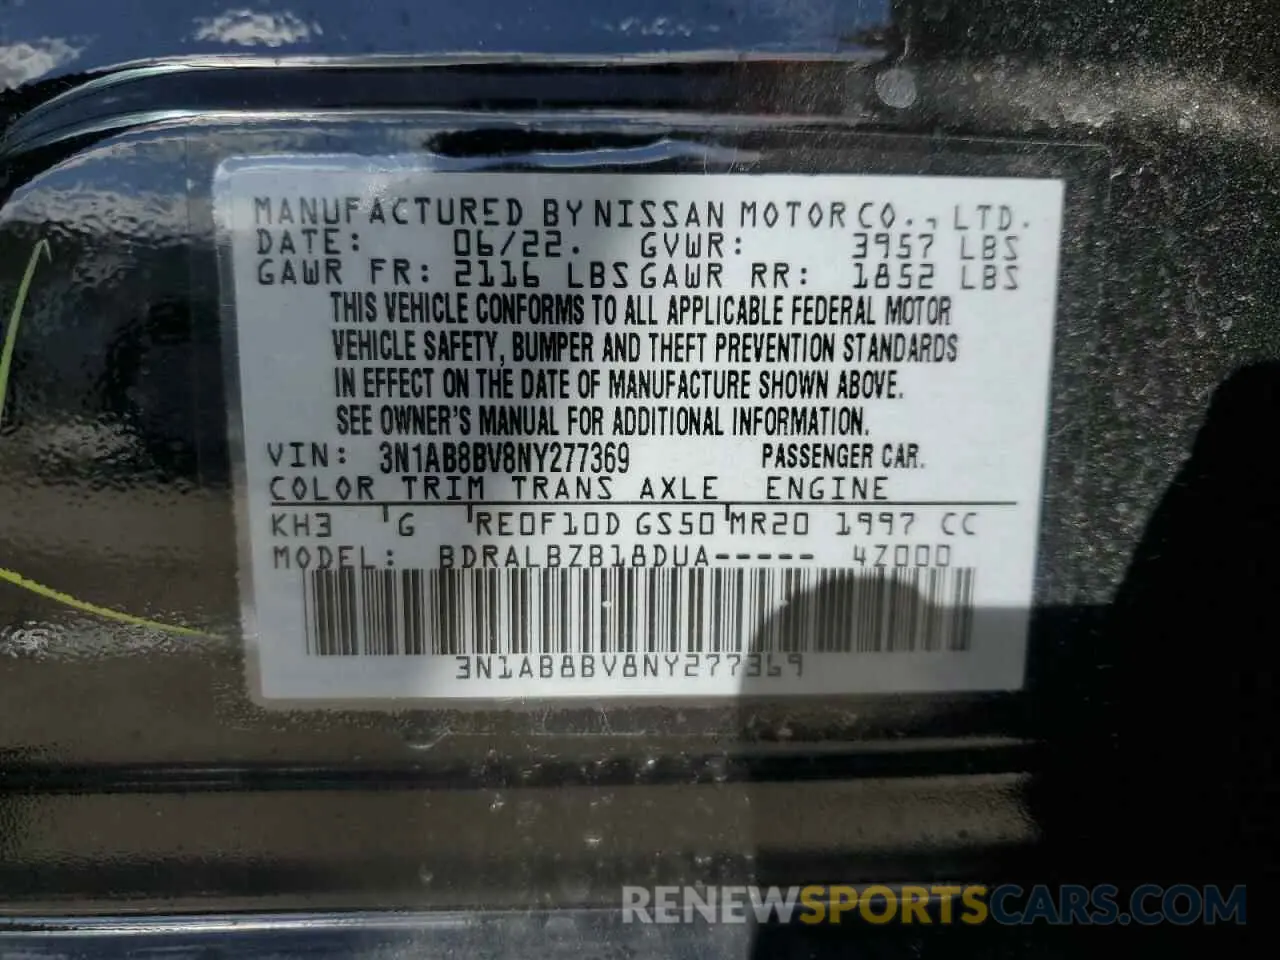 MANUFACTURED BY NISSAN MOTOR CO., LTD.
DATE: 06/22. GVWR: 3957 LBS
GAWR FR: 2116 LBS GAWR RR: 1852 LBS
THIS VEHICLE CONFORMS TO ALL APPLICABLE FEDERAL MOTOR
VEHICLE SAFETY, BUMPER AND THEFT PREVENTION STANDARDS
IN EFFECT ON THE DATE OF MANUFACTURE SHOWN ABOVE.
SEE OWNER'S MANUAL FOR ADDITIONAL INFORMATION.
VIN: 3N1AB8BV8NY277369 PASSENGER CAR.
COLOR TRIM TRANS AXLE ENGINE
KH3 ' G ' RE0F10D GS50 ' MR20 1997 CC
MODEL: BDRALBZB18DUA----- 4Z000
3N1AB8BV8NY277369
RENEWSPORTSCARS.COM